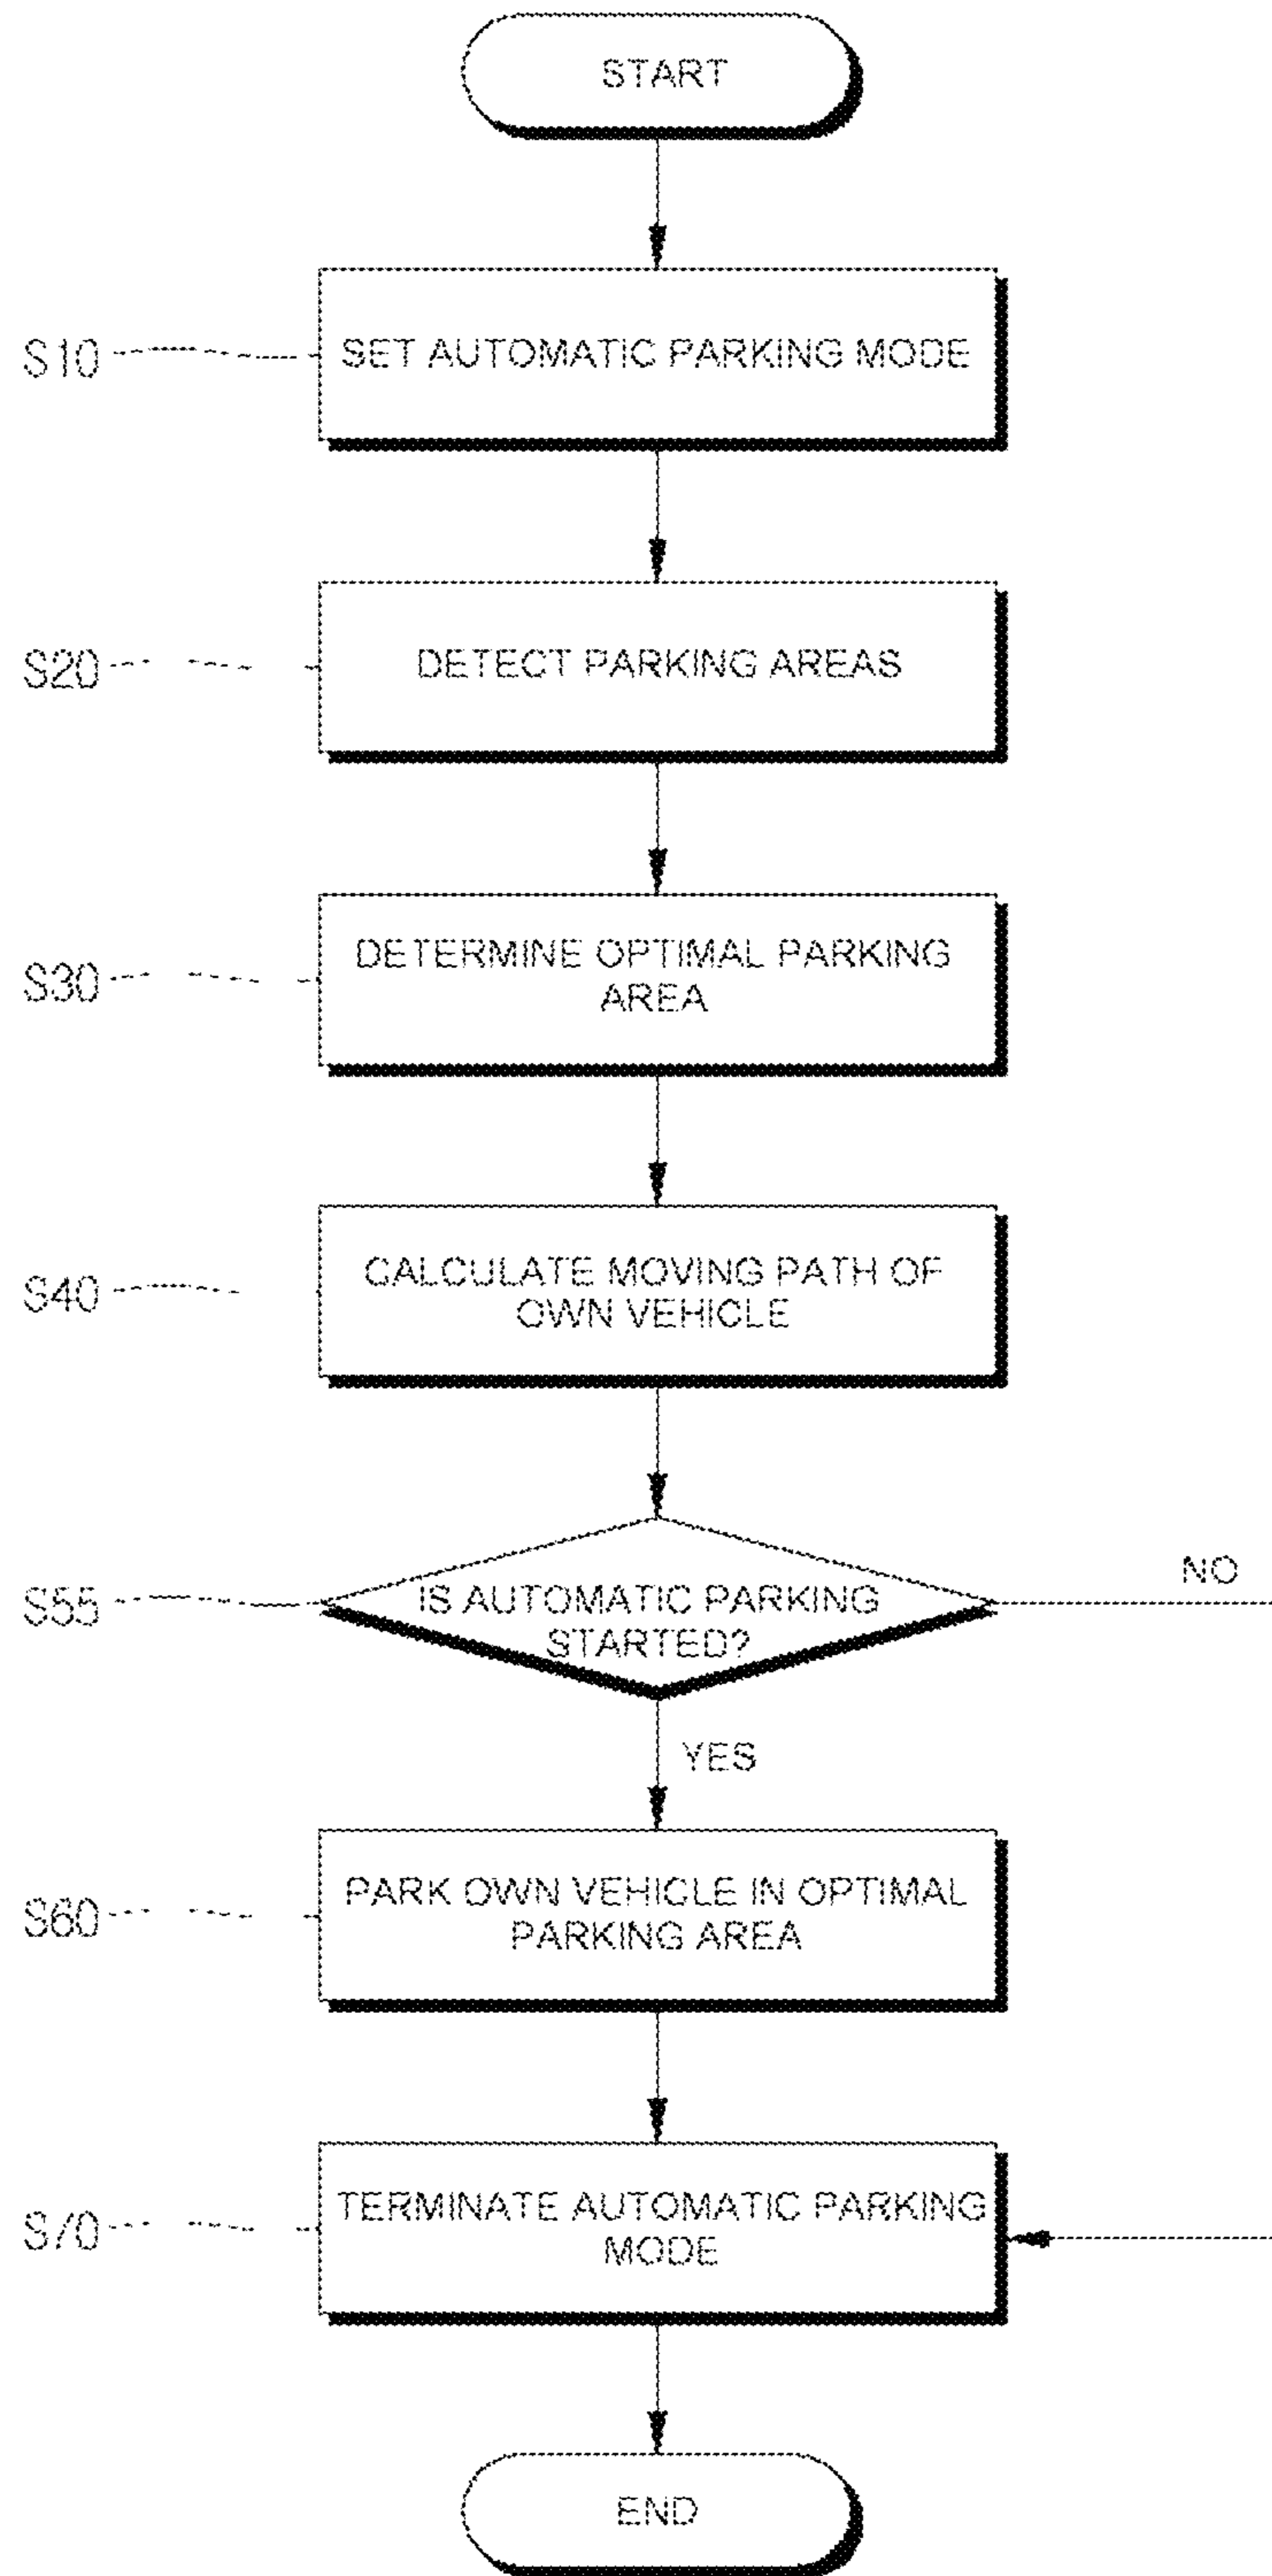 START
S10
SET AUTOMATIC PARKING MODE
S20
DETECT PARKING AREAS
S30
DETERMINE OPTIMAL PARKING
AREA
S40
CALCULATE MOVING PATH OF
OWN VEHICLE
S55
IS AUTOMATIC PARKING
STARTED?
NO
YES
S60
PARK OWN VEHICLE IN OPTIMAL
PARKING AREA
S70
TERMINATE AUTOMATIC PARKING
MODE
END